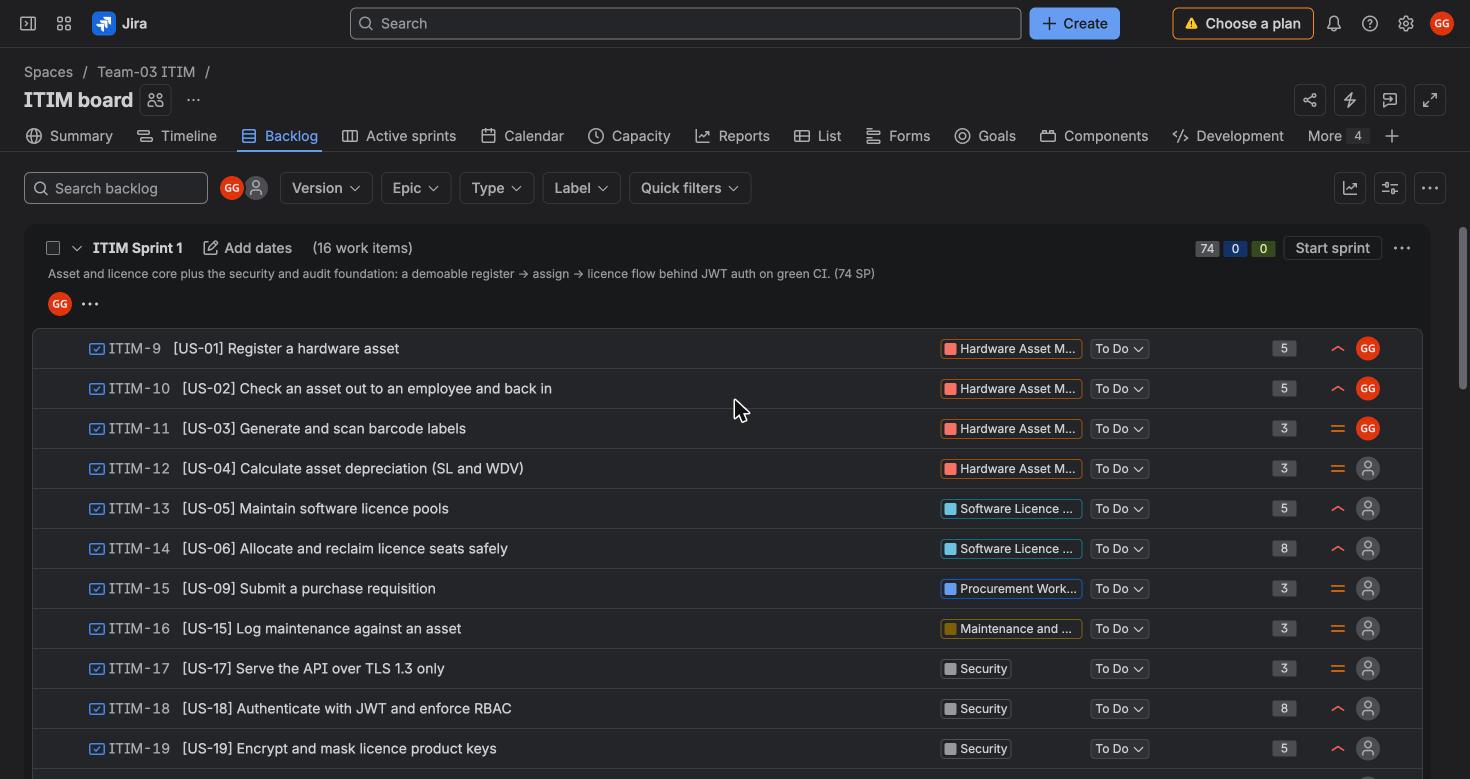 Jira
Search
Create
Choose a plan
GG
Spaces / Team-03 ITIM /
ITIM board
Summary Timeline Backlog Active sprints Calendar Capacity Reports List Forms Goals Components Development More 4
Search backlog GG Version Epic Type Label Quick filters
ITIM Sprint 1 Add dates (16 work items) 74 0 0 Start sprint
Asset and licence core plus the security and audit foundation: a demoable register → assign → licence flow behind JWT auth on green CI. (74 SP)
GG
ITIM-9 [US-01] Register a hardware asset Hardware Asset M... To Do 5 GG
ITIM-10 [US-02] Check an asset out to an employee and back in Hardware Asset M... To Do 5 GG
ITIM-11 [US-03] Generate and scan barcode labels Hardware Asset M... To Do 3 GG
ITIM-12 [US-04] Calculate asset depreciation (SL and WDV) Hardware Asset M... To Do 3
ITIM-13 [US-05] Maintain software licence pools Software Licence ... To Do 5
ITIM-14 [US-06] Allocate and reclaim licence seats safely Software Licence ... To Do 8
ITIM-15 [US-09] Submit a purchase requisition Procurement Work... To Do 3
ITIM-16 [US-15] Log maintenance against an asset Maintenance and ... To Do 3
ITIM-17 [US-17] Serve the API over TLS 1.3 only Security To Do 3
ITIM-18 [US-18] Authenticate with JWT and enforce RBAC Security To Do 8
ITIM-19 [US-19] Encrypt and mask licence product keys Security To Do 5